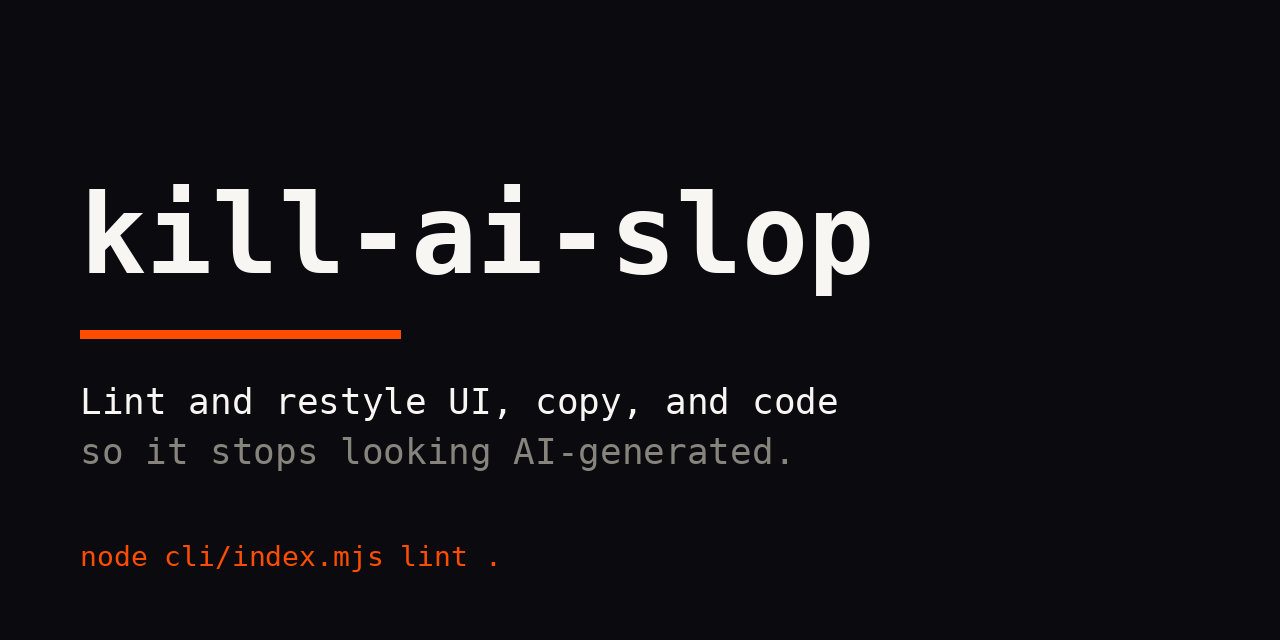 kill-ai-slop
Lint and restyle UI, copy, and code
so it stops looking AI-generated.
node cli/index.mjs lint .